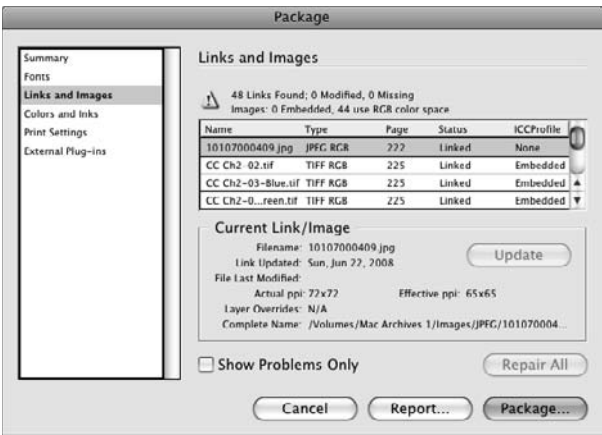 Package
Summary
Fonts
Links and Images
Colors and Inks
Print Settings
External Plug-ins
Links and Images
48 Links Found; 0 Modified, 0 Missing
Images: 0 Embedded, 44 use RGB color space
Name Type Page Status ICCProfile
10107000409.jpg JPEG RGB 222 Linked None
CC Ch2-02.tif TIFF RGB 225 Linked Embedded
CC Ch2-03-Blue.tif TIFF RGB 225 Linked Embedded
CC Ch2-0...reen.tif TIFF RGB 225 Linked Embedded
Current Link/Image
Filename: 10107000409.jpg
Update
Link Updated: Sun, Jun 22, 2008
File Last Modified:
Actual ppi: 72x72 Effective ppi: 65x65
Layer Overrides: N/A
Complete Name: /Volumes/Mac Archives 1/Images/JPEG/101070004...
Show Problems Only
Repair All
Cancel
Report...
Package...